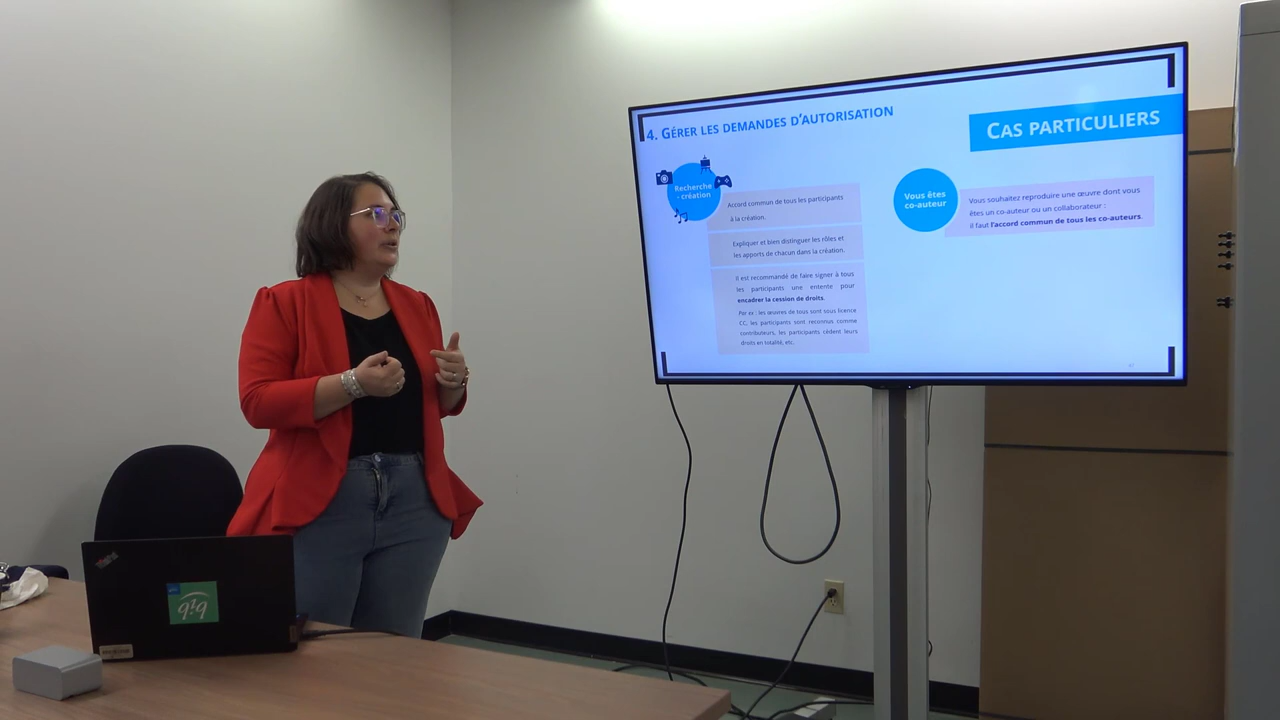 4. GÉRER LES DEMANDES D'AUTORISATION
CAS PARTICULIERS
Recherche
- création
Accord commun de tous les participants
à la création.
Expliquer et bien distinguer les rôles et
les apports de chacun dans la création.
Il est recommandé de faire signer à tous
les participants une entente pour
encadrer la cession de droits.
Par ex : les œuvres de tous sont sous licence
CC, les participants sont reconnus comme
contributeurs, les participants cèdent leurs
droits en totalité, etc.
Vous êtes
co-auteur
Vous souhaitez reproduire une œuvre dont vous
êtes un co-auteur ou un collaborateur :
il faut l'accord commun de tous les co-auteurs.
ThinkPad
bib